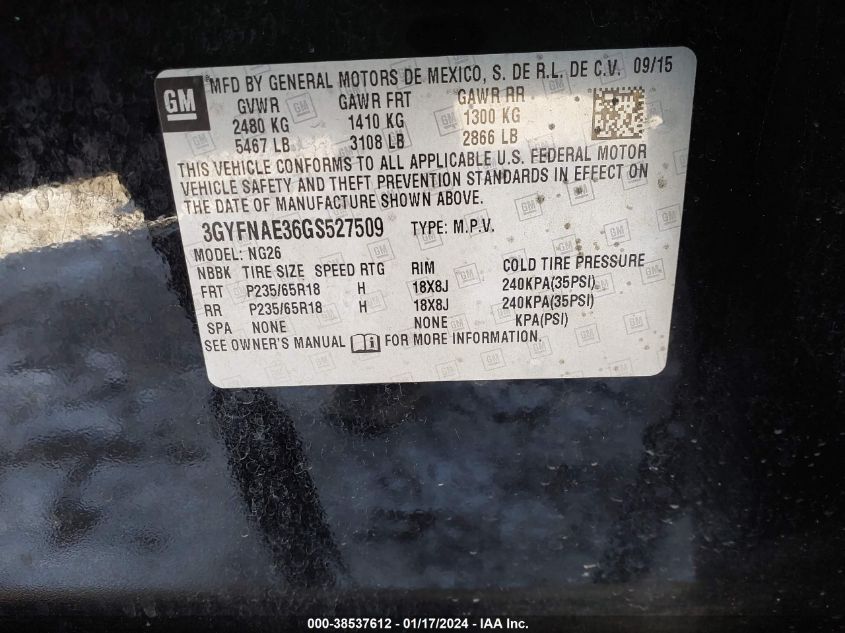 GM MFD BY GENERAL MOTORS DE MEXICO, S. DE R.L. DE C.V. 09/15
GVWR GAWR FRT GAWR RR
2480 KG 1410 KG 1300 KG
5467 LB 3108 LB 2866 LB
THIS VEHICLE CONFORMS TO ALL APPLICABLE U.S. FEDERAL MOTOR
VEHICLE SAFETY AND THEFT PREVENTION STANDARDS IN EFFECT ON
THE DATE OF MANUFACTURE SHOWN ABOVE.
3GYFNAE36GS527509 TYPE: M.P.V.
MODEL: NG26
NBBK TIRE SIZE SPEED RTG RIM COLD TIRE PRESSURE
FRT P235/65R18 H 18X8J 240KPA(35PSI)
RR P235/65R18 H 18X8J 240KPA(35PSI)
SPA NONE NONE KPA(PSI)
SEE OWNER'S MANUAL FOR MORE INFORMATION.
000-38537612 - 01/17/2024 - IAA, Inc.